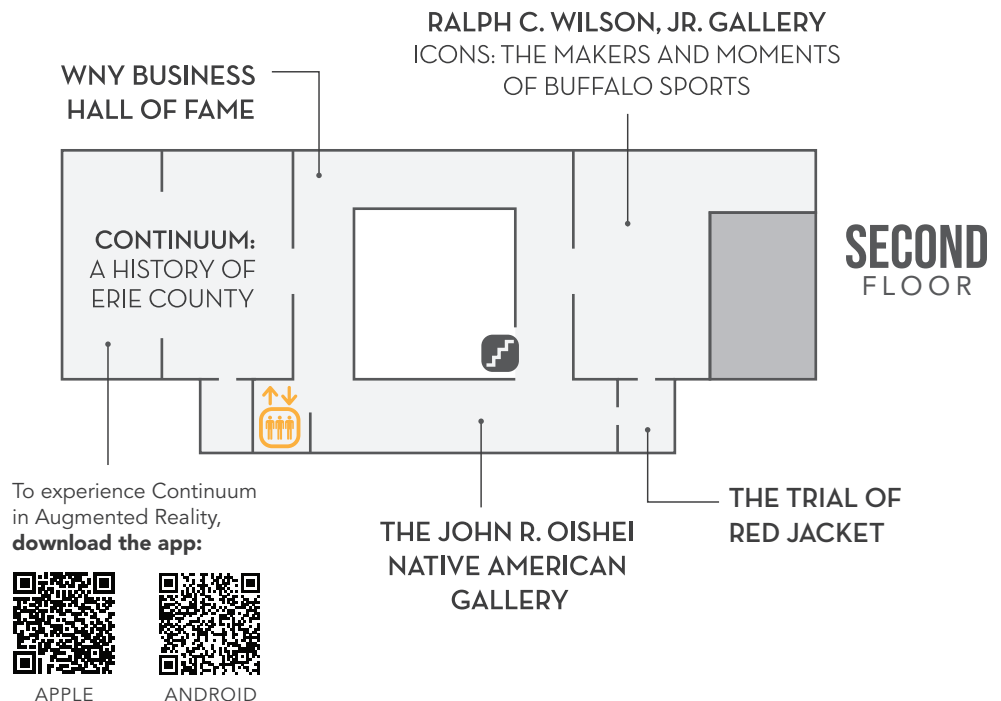 RALPH C. WILSON, JR. GALLERY
ICONS: THE MAKERS AND MOMENTS
OF BUFFALO SPORTS
WNY BUSINESS
HALL OF FAME
CONTINUUM:
A HISTORY OF
ERIE COUNTY
SECOND
FLOOR
To experience Continuum
in Augmented Reality,
download the app:
APPLE
ANDROID
THE JOHN R. OISHEI
NATIVE AMERICAN
GALLERY
THE TRIAL OF
RED JACKET